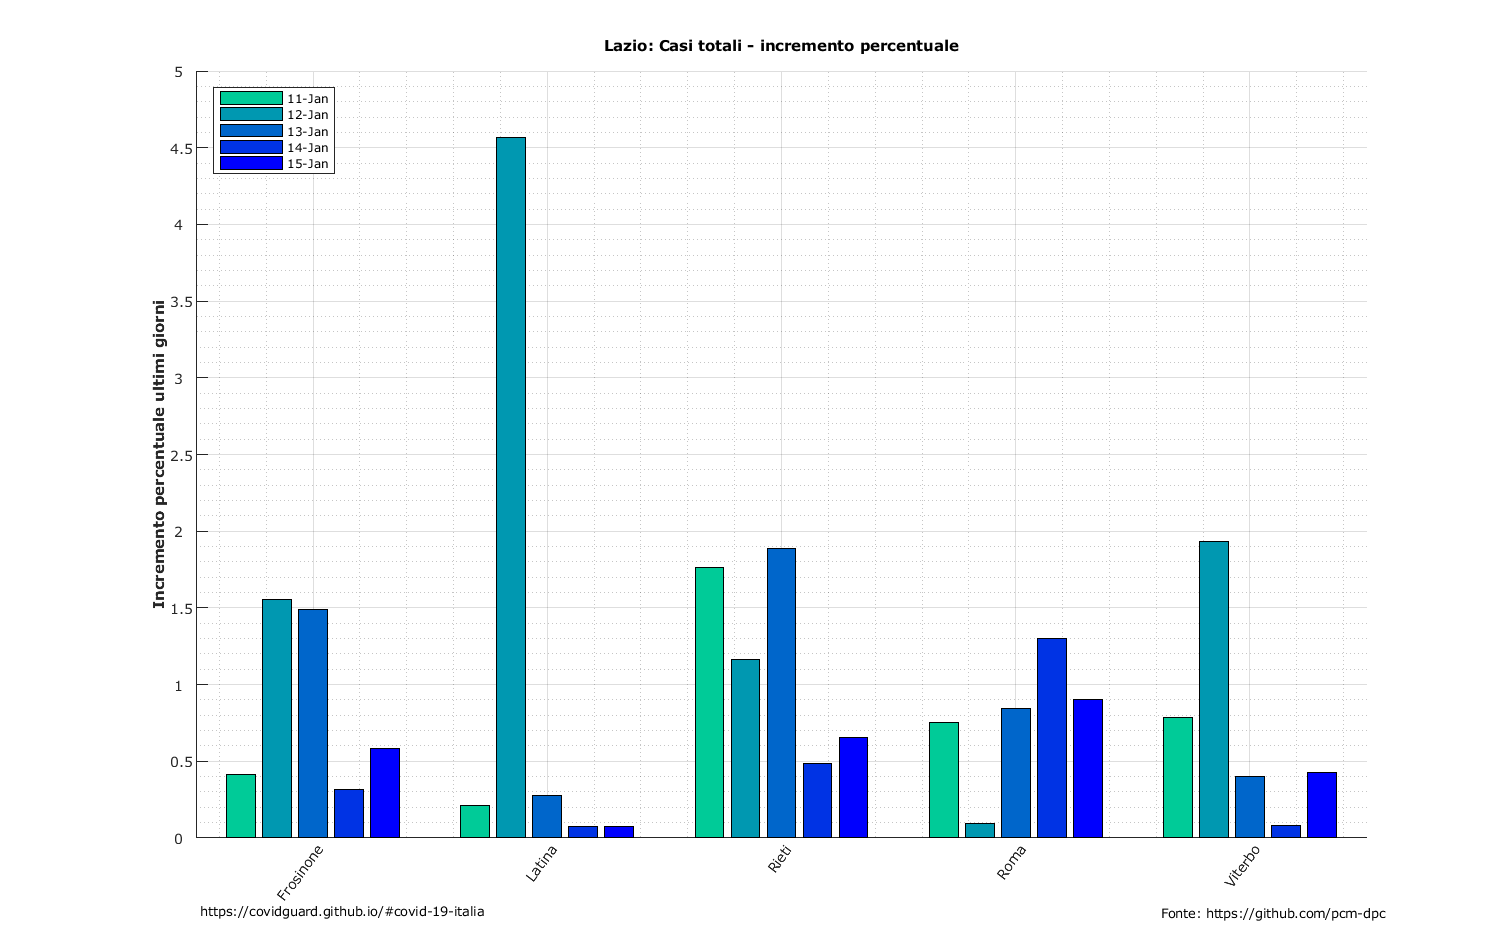 Lazio: Casi totali - incremento percentuale
Incremento percentuale ultimi giorni
5
4.5
4
3.5
3
2.5
2
1.5
1
0.5
0
11-Jan
12-Jan
13-Jan
14-Jan
15-Jan
Frosinone
Latina
Rieti
Roma
Viterbo
https://covidguard.github.io/#covid-19-italia
Fonte: https://github.com/pcm-dpc